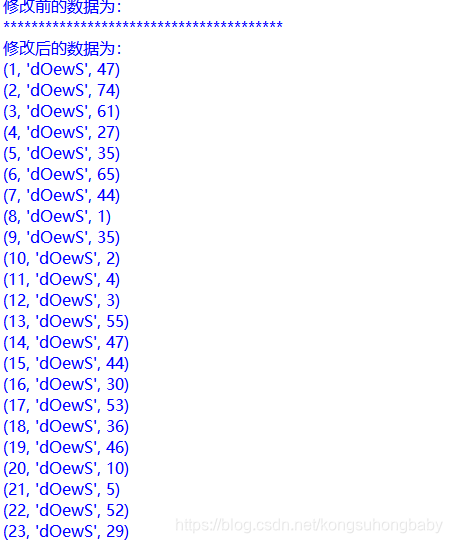 修改前的数据为：
****************************************
修改后的数据为：
(1, 'dOewS', 47)
(2, 'dOewS', 74)
(3, 'dOewS', 61)
(4, 'dOewS', 27)
(5, 'dOewS', 35)
(6, 'dOewS', 65)
(7, 'dOewS', 44)
(8, 'dOewS', 1)
(9, 'dOewS', 35)
(10, 'dOewS', 2)
(11, 'dOewS', 4)
(12, 'dOewS', 3)
(13, 'dOewS', 55)
(14, 'dOewS', 47)
(15, 'dOewS', 44)
(16, 'dOewS', 30)
(17, 'dOewS', 53)
(18, 'dOewS', 36)
(19, 'dOewS', 46)
(20, 'dOewS', 10)
(21, 'dOewS', 5)
(22, 'dOewS', 52)
(23, 'dOewS', 29)
https://blog.csdn.net/kongsuhongbaby